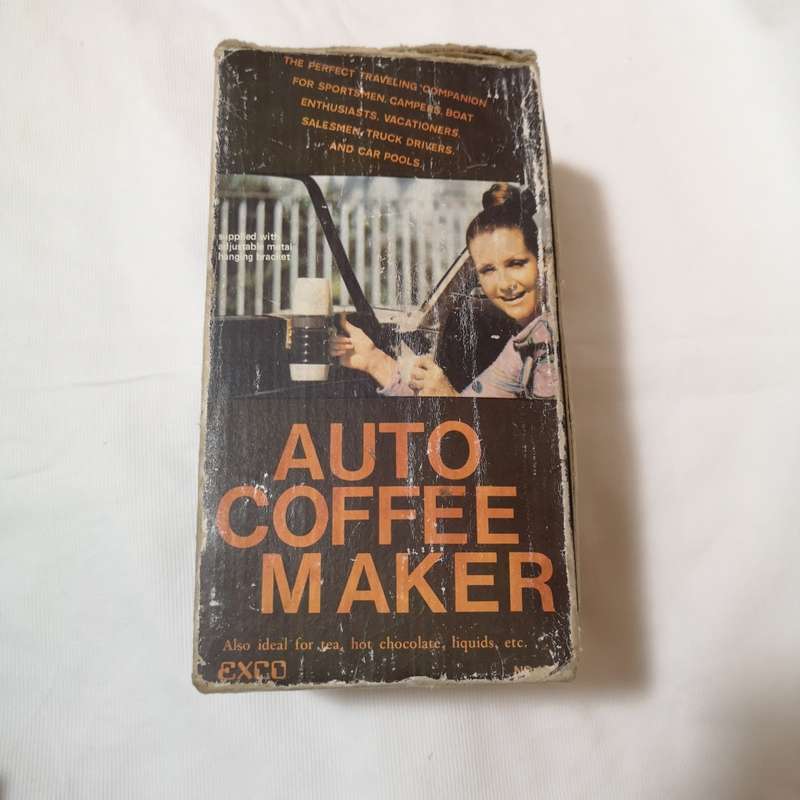 THE PERFECT TRAVELING COMPANION
FOR SPORTSMEN, CAMPERS, BOAT
ENTHUSIASTS, VACATIONERS,
SALESMEN, TRUCK DRIVERS,
AND CAR POOLS
supplied with
adjustable metal
hanging bracket
AUTO
COFFEE
MAKER
Also ideal for tea, hot chocolate, liquids, etc.
EXCO